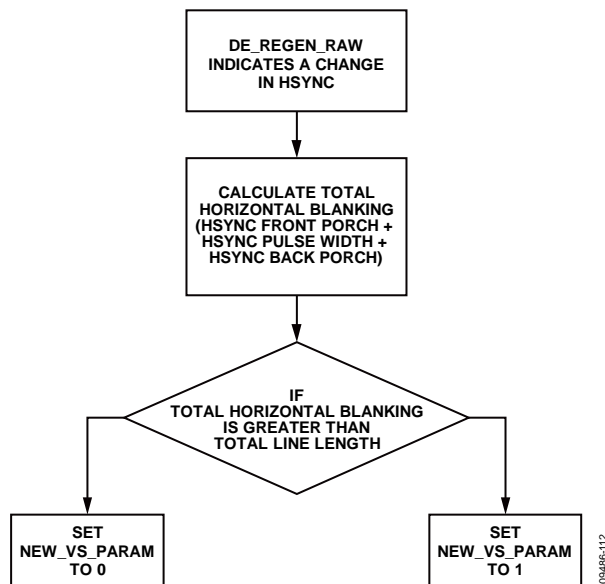 DE_REGEN_RAW
INDICATES A CHANGE
IN HSYNC
CALCULATE TOTAL
HORIZONTAL BLANKING
(HSYNC FRONT PORCH +
HSYNC PULSE WIDTH +
HSYNC BACK PORCH)
IF
TOTAL HORIZONTAL BLANKING
IS GREATER THAN
TOTAL LINE LENGTH
SET
NEW_VS_PARAM
TO 0
SET
NEW_VS_PARAM
TO 1
09486-112